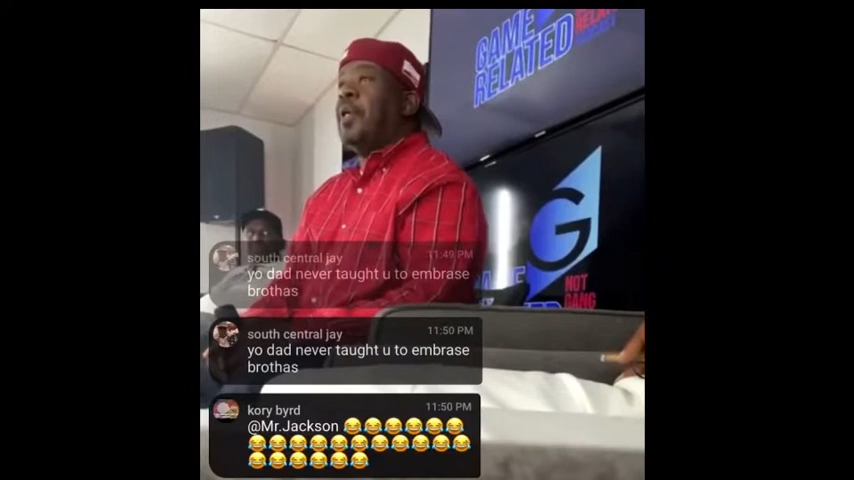 GAME
RELATED
RELA
G
NOT
GANG
south central jay
11:49 PM
yo dad never taught u to embrase
brothas
south central jay
11:50 PM
yo dad never taught u to embrase
brothas
kory byrd
11:50 PM
@Mr.Jackson 😂😂😂😂😂😂
😂😂😂😂😂😂😂😂😂😂😂
😂😂😂😂😂😂